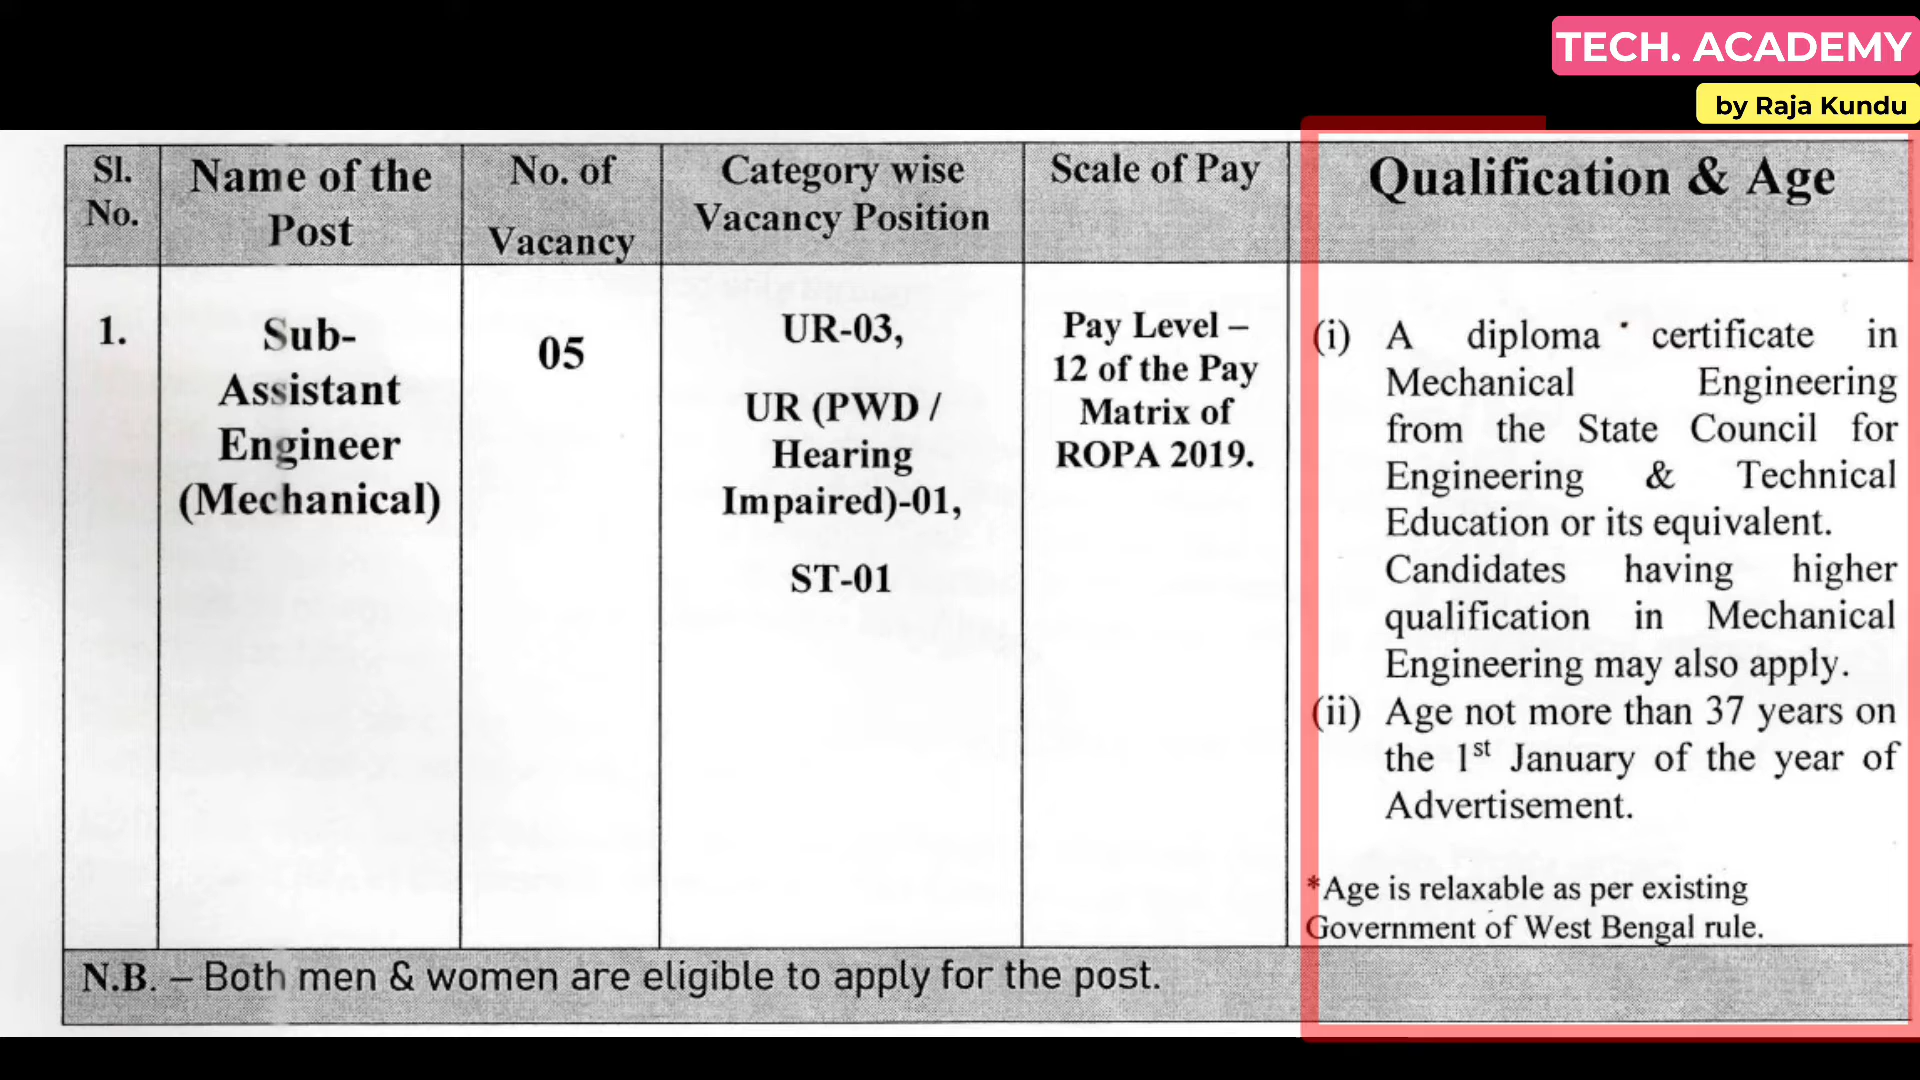 TECH. ACADEMY
by Raja Kundu
Sl.
No.
Name of the
Post
No. of
Vacancy
Category wise
Vacancy Position
Scale of Pay
Qualification & Age
1.
Sub-
Assistant
Engineer
(Mechanical)
05
UR-03,
UR (PWD /
Hearing
Impaired)-01,
ST-01
Pay Level –
12 of the Pay
Matrix of
ROPA 2019.
(i) A diploma certificate in
Mechanical Engineering
from the State Council for
Engineering & Technical
Education or its equivalent.
Candidates having higher
qualification in Mechanical
Engineering may also apply.
(ii) Age not more than 37 years on
the 1st January of the year of
Advertisement.
*Age is relaxable as per existing
Government of West Bengal rule.
N.B. – Both men & women are eligible to apply for the post.